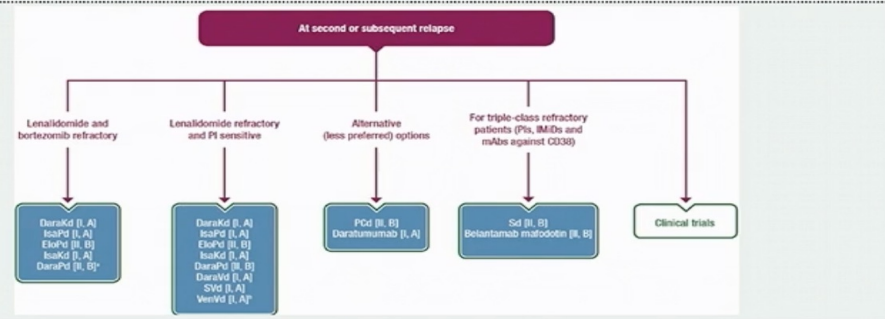 At second or subsequent relapse
Lenalidomide and
bortezomib refractory
Lenalidomide refractory
and PI sensitive
Alternative
(less preferred) options
For triple-class refractory
patients (PIs, IMiDs and
mAbs against CD38)
DaraKd [I, A]
IsaPd [I, A]
EloPd [II, B]
IsaKd [I, A]
DaraPd [II, B]ᵃ
DaraKd [I, A]
IsaPd [I, A]
EloPd [II, B]
IsaKd [I, A]
DaraPd [II, B]
DaraVd [I, A]
SVd [I, A]
VenVd [I, A]ᵇ
PCd [II, B]
Daratumumab [I, A]
Sd [II, B]
Belantamab mafodotin [II, B]
Clinical trials